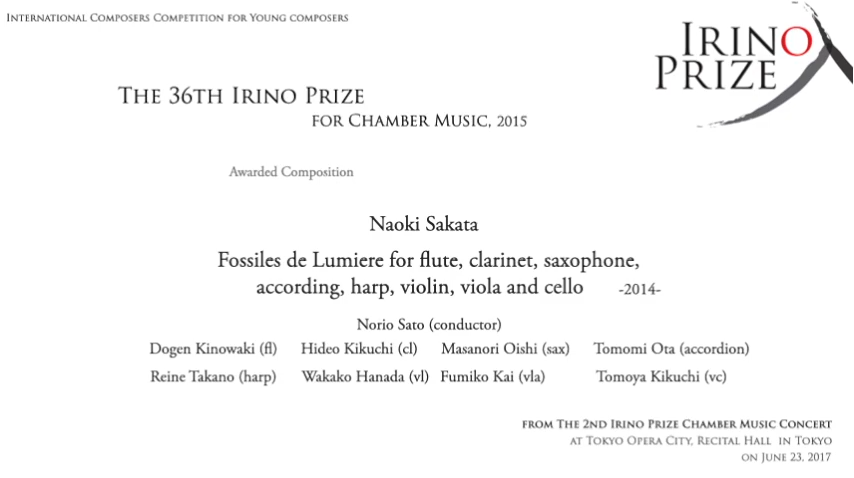 International Composers Competition for Young composers
Irino
Prize
The 36th Irino Prize
for Chamber Music, 2015
Awarded Composition
Naoki Sakata
Fossiles de Lumiere for flute, clarinet, saxophone,
according, harp, violin, viola and cello -2014-
Norio Sato (conductor)
Dogen Kinowaki (fl) Hideo Kikuchi (cl) Masanori Oishi (sax) Tomomi Ota (accordion)
Reine Takano (harp) Wakako Hanada (vl) Fumiko Kai (vla) Tomoya Kikuchi (vc)
from The 2nd Irino Prize Chamber Music Concert
at Tokyo Opera City, Recital Hall in Tokyo
on June 23, 2017